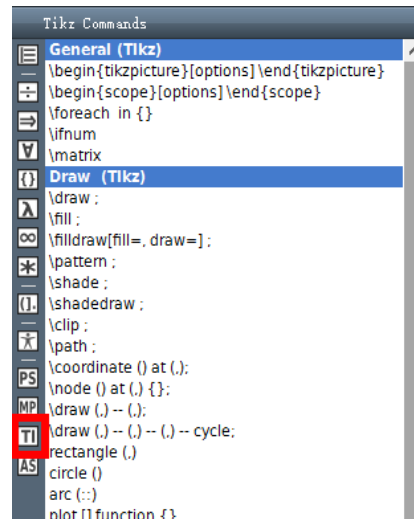 Tikz Commands
General (TIkz)
\begin{tikzpicture}[options]\end{tikzpicture}
\begin{scope}[options]\end{scope}
\foreach in {}
\ifnum
\matrix
Draw (TIkz)
\draw ;
\fill ;
\filldraw[fill=, draw=] ;
\pattern ;
\shade ;
\shadedraw ;
\clip ;
\path ;
\coordinate () at (,);
\node () at (,) {};
\draw (,) -- (,);
\draw (,) -- (,) -- (,) -- cycle;
rectangle (,)
circle ()
arc (::)
plot [] function {}
÷
⇒
∀
{}
λ
∞
*
().
PS
MP
TI
AS